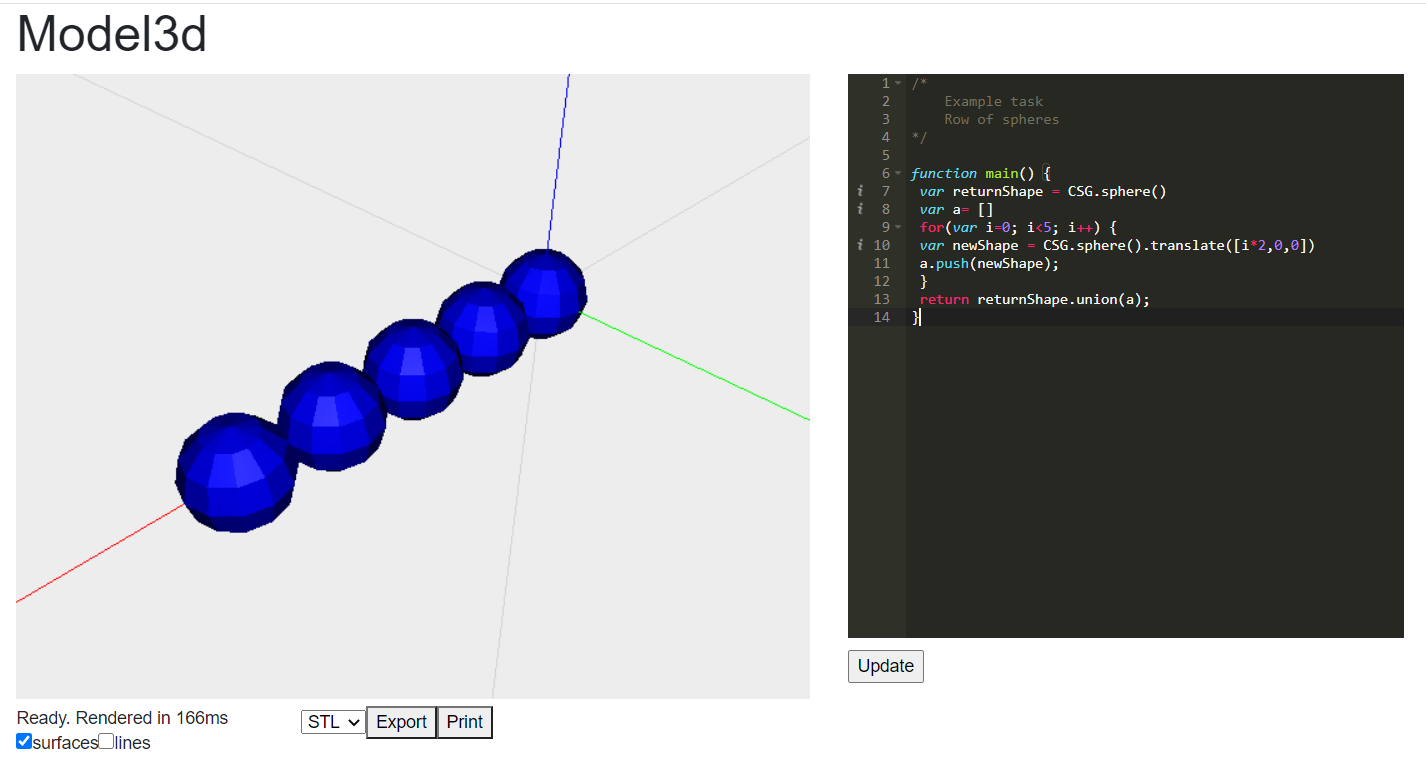 Model3d
1 /*
2 Example task
3 Row of spheres
4 */
5
6 function main() {
7 var returnShape = CSG.sphere()
8 var a= []
9 for(var i=0; i<5; i++) {
10 var newShape = CSG.sphere().translate([i*2,0,0])
11 a.push(newShape);
12 }
13 return returnShape.union(a);
14 }
Update
Ready. Rendered in 166ms
STL Export Print
surfaces lines